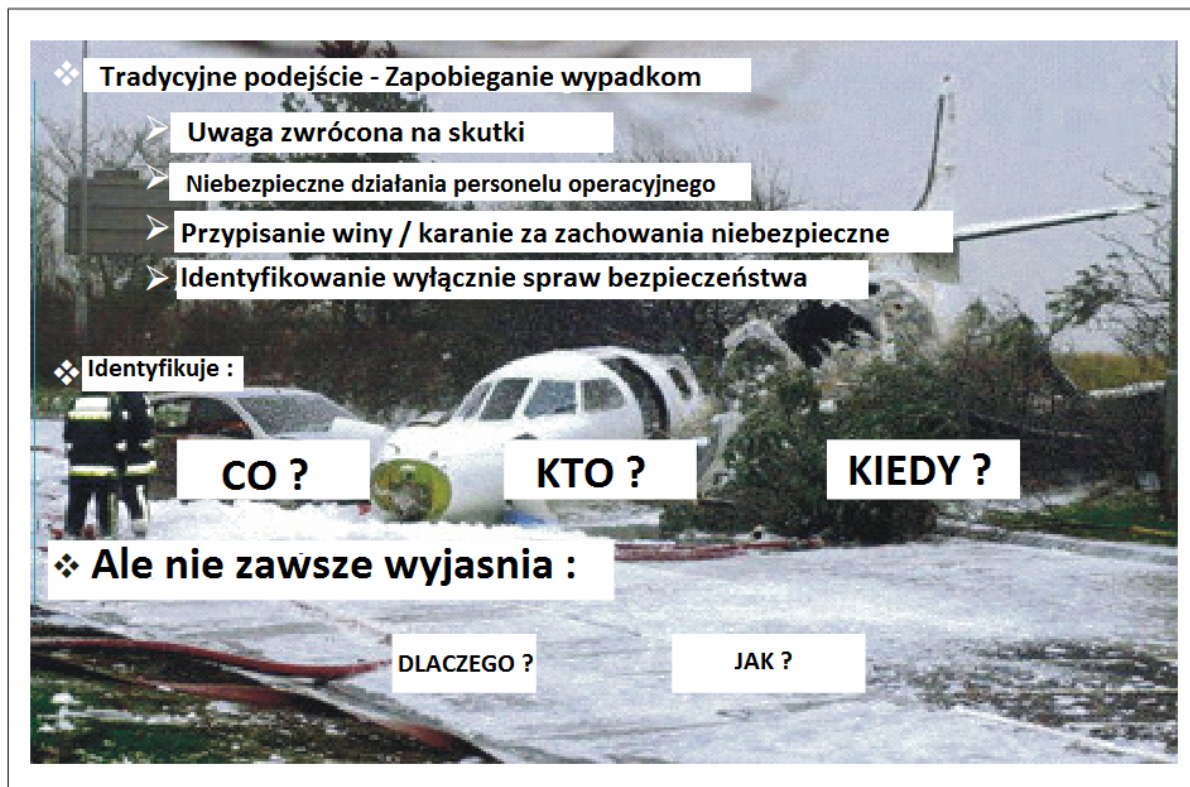 Tradycyjne podejście - Zapobieganie wypadkom
Uwaga zwrócona na skutki
Niebezpieczne działania personelu operacyjnego
Przypisanie winy / karanie za zachowania niebezpieczne
Identyfikowanie wyłącznie spraw bezpieczeństwa
Identyfikuje :
CO ? KTO ? KIEDY ?
Ale nie zawsze wyjasnia :
DLACZEGO ? JAK ?